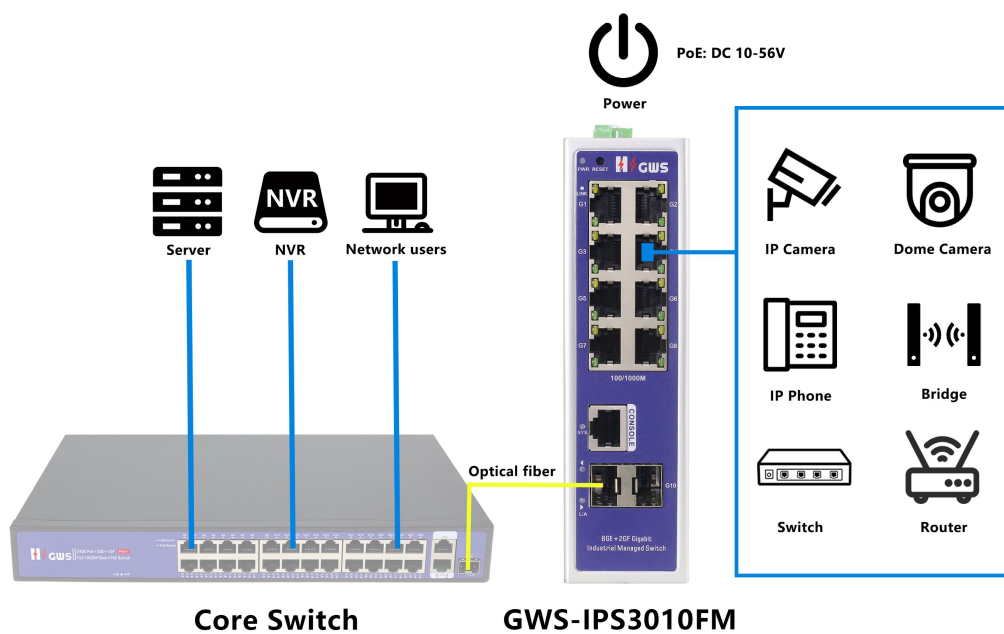 PoE: DC 10-56V
Power
PWR RESET GWS
LINK
G1 G2
G3
G5 G6
G7 G8
100/1000M
CONSOLE
SYS
G10
L/A
8GE+2GF Gigabit
Industrial Managed Switch
NVR
Server NVR Network users
IP Camera Dome Camera
IP Phone Bridge
Switch Router
Optical fiber
GWS
Core Switch GWS-IPS3010FM